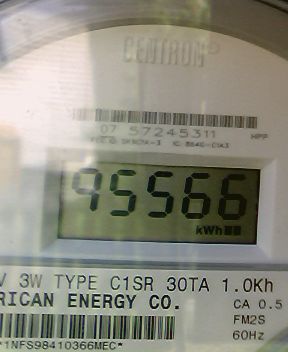 CENTRON®
07 57245311 HPP
95566
kWh
V 3W TYPE C1SR 30TA 1.0Kh
RICAN ENERGY CO. CA 0.5
FM2S
*1NFS98410366MEC* 60Hz